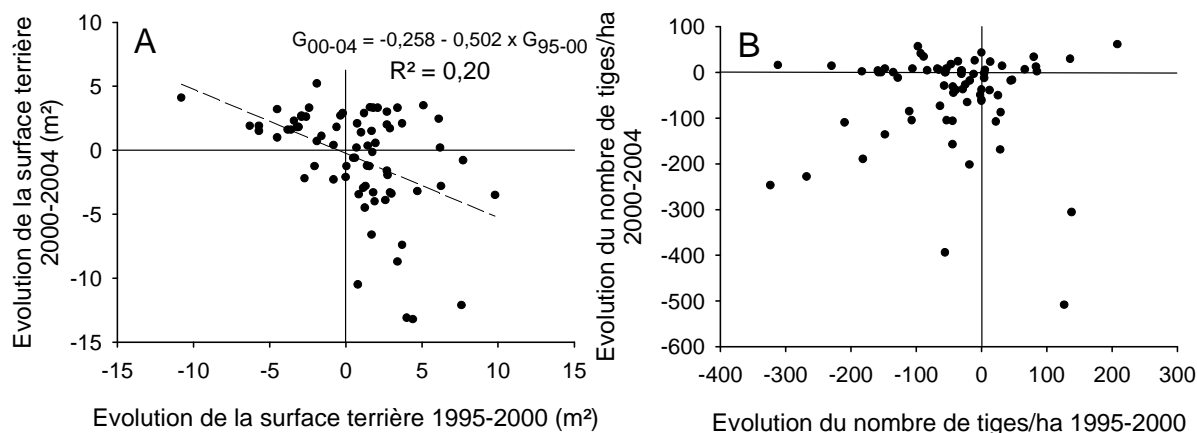 A
G00-04 = -0,258 - 0,502 x G95-00
R² = 0,20
Evolution de la surface terrière
2000-2004 (m²)
10
5
0
-5
-10
-15
-15 -10 -5 0 5 10 15
Evolution de la surface terrière 1995-2000 (m²)
B
Evolution du nombre de tiges/ha
2000-2004
100
0
-100
-200
-300
-400
-500
-600
-400 -300 -200 -100 0 100 200 300
Evolution du nombre de tiges/ha 1995-2000